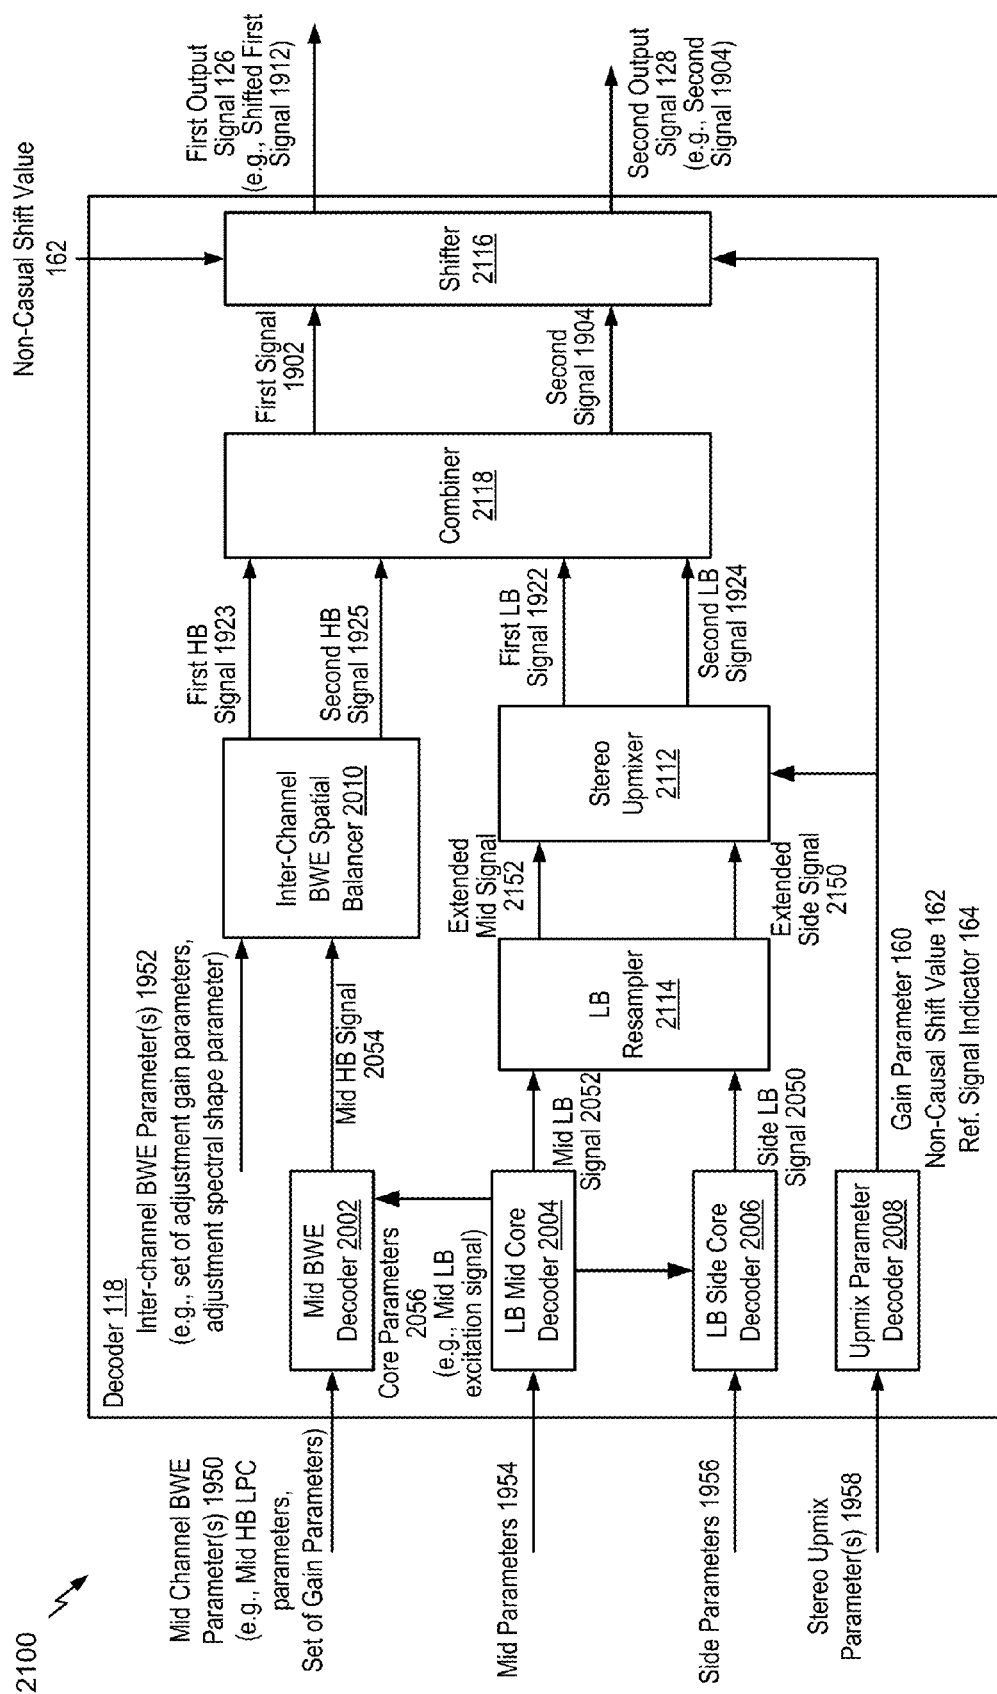 2100
Decoder 118
Mid Channel BWE
Parameter(s) 1950
(e.g., Mid HB LPC
parameters,
Set of Gain Parameters)
Mid Parameters 1954
Side Parameters 1956
Stereo Upmix
Parameter(s) 1958
Inter-channel BWE Parameter(s) 1952
(e.g., set of adjustment gain parameters,
adjustment spectral shape parameter)
Mid BWE
Decoder 2002
Core Parameters
2056
(e.g., Mid LB
excitation signal)
LB Mid Core
Decoder 2004
LB Side Core
Decoder 2006
Upmix Parameter
Decoder 2008
Mid HB Signal
2054
Mid LB
Signal 2052
Side LB
Signal 2050
Gain Parameter 160
Non-Causal Shift Value 162
Ref. Signal Indicator 164
Inter-Channel
BWE Spatial
Balancer 2010
LB
Resampler
2114
Extended
Mid Signal
2152
Extended
Side Signal
2150
Stereo
Upmixer
2112
First HB
Signal 1923
Second HB
Signal 1925
First LB
Signal 1922
Second LB
Signal 1924
Combiner
2118
First Signal
1902
Second
Signal 1904
Shifter
2116
Non-Casual Shift Value
162
First Output
Signal 126
(e.g., Shifted First
Signal 1912)
Second Output
Signal 128
(e.g., Second
Signal 1904)